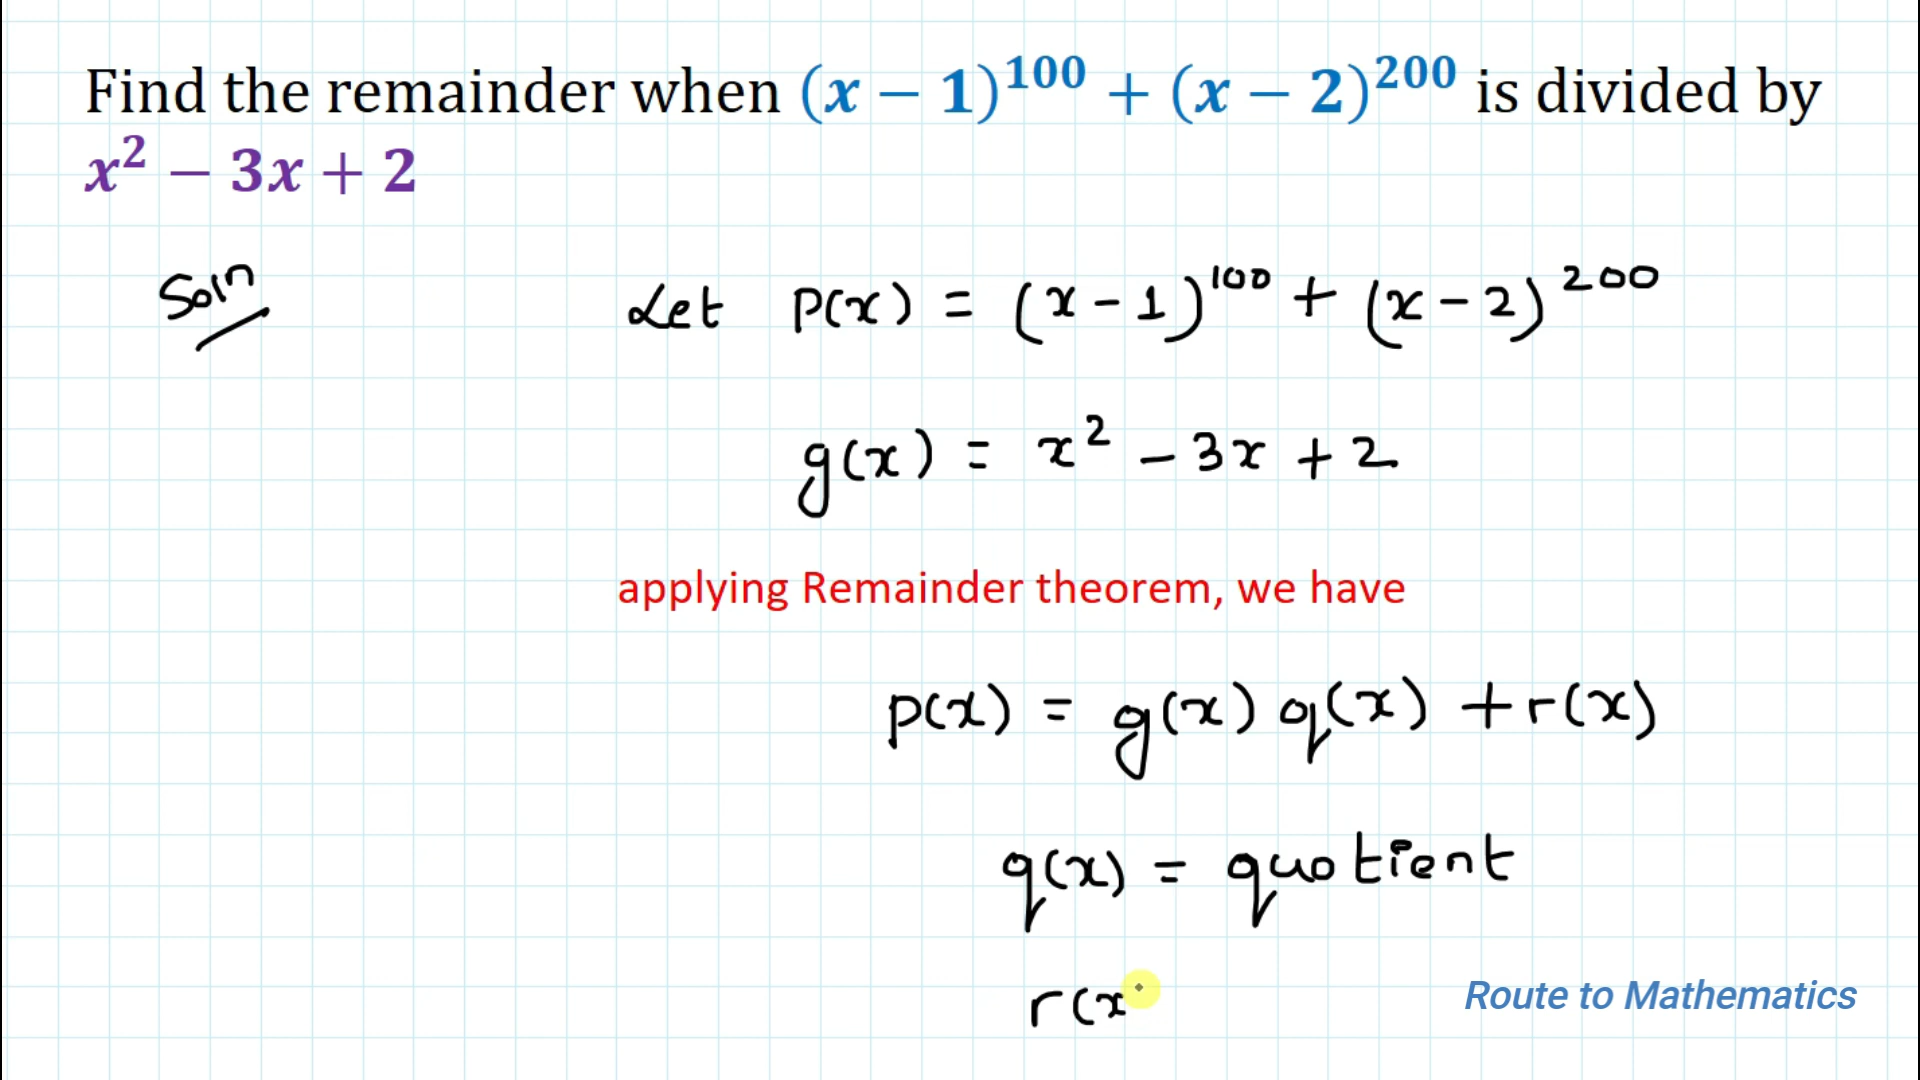 Find the remainder when (x − 1)¹⁰⁰ + (x − 2)²⁰⁰ is divided by
x² − 3x + 2
Soln
Let p(x) = (x − 1)¹⁰⁰ + (x − 2)²⁰⁰
g(x) = x² − 3x + 2
applying Remainder theorem, we have
p(x) = g(x) q(x) + r(x)
q(x) = quotient
r(x
Route to Mathematics